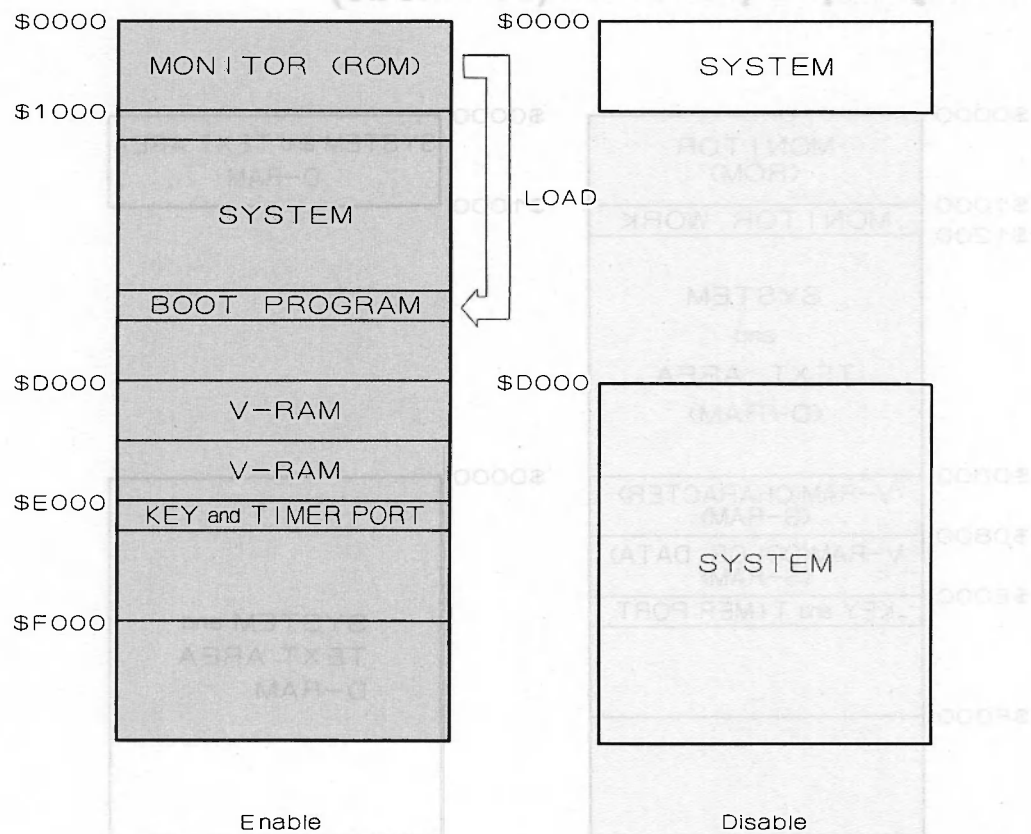 $0000
MONITOR (ROM)
$1000
SYSTEM
BOOT PROGRAM
LOAD
$D000
V-RAM
V-RAM
$E000
KEY and TIMER PORT
$F000
Enable
$0000
SYSTEM
$D000
SYSTEM
Disable